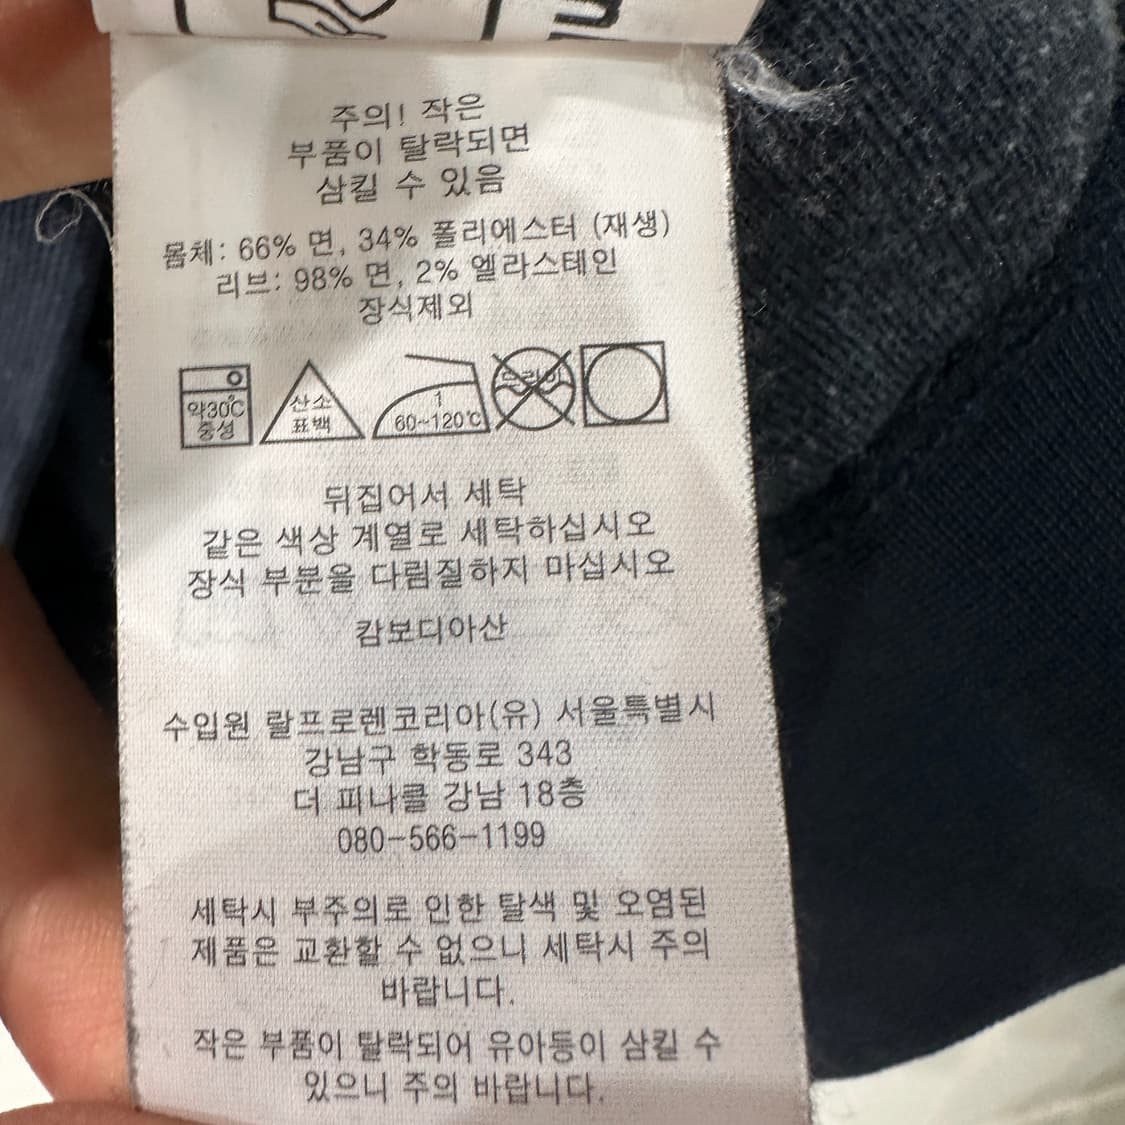 주의! 작은
부품이 탈락되면
삼킬 수 있음
몸체: 66% 면, 34% 폴리에스터 (재생)
리브: 98% 면, 2% 엘라스테인
장식제외
약30℃
중성
산소
표백
1
60~120℃
드라이
뒤집어서 세탁
같은 색상 계열로 세탁하십시오
장식 부분을 다림질하지 마십시오
캄보디아산
수입원 랄프로렌코리아(유) 서울특별시
강남구 학동로 343
더 피나클 강남 18층
080-566-1199
세탁시 부주의로 인한 탈색 및 오염된
제품은 교환할 수 없으니 세탁시 주의
바랍니다.
작은 부품이 탈락되어 유아등이 삼킬 수
있으니 주의 바랍니다.